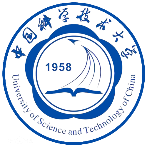 中国科学技术大学
1958
University of Science and Technology of China